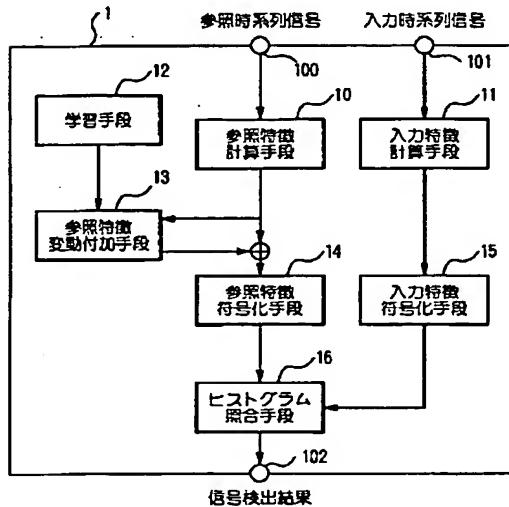 参照時系列信号
入力時系列信号
1
100
101
12
学習手段
10
参照特徴
計算手段
11
入力特徴
計算手段
13
参照特徴
変動付加手段
14
参照特徴
符号化手段
15
入力特徴
符号化手段
16
ヒストグラム
照合手段
102
信号検出結果